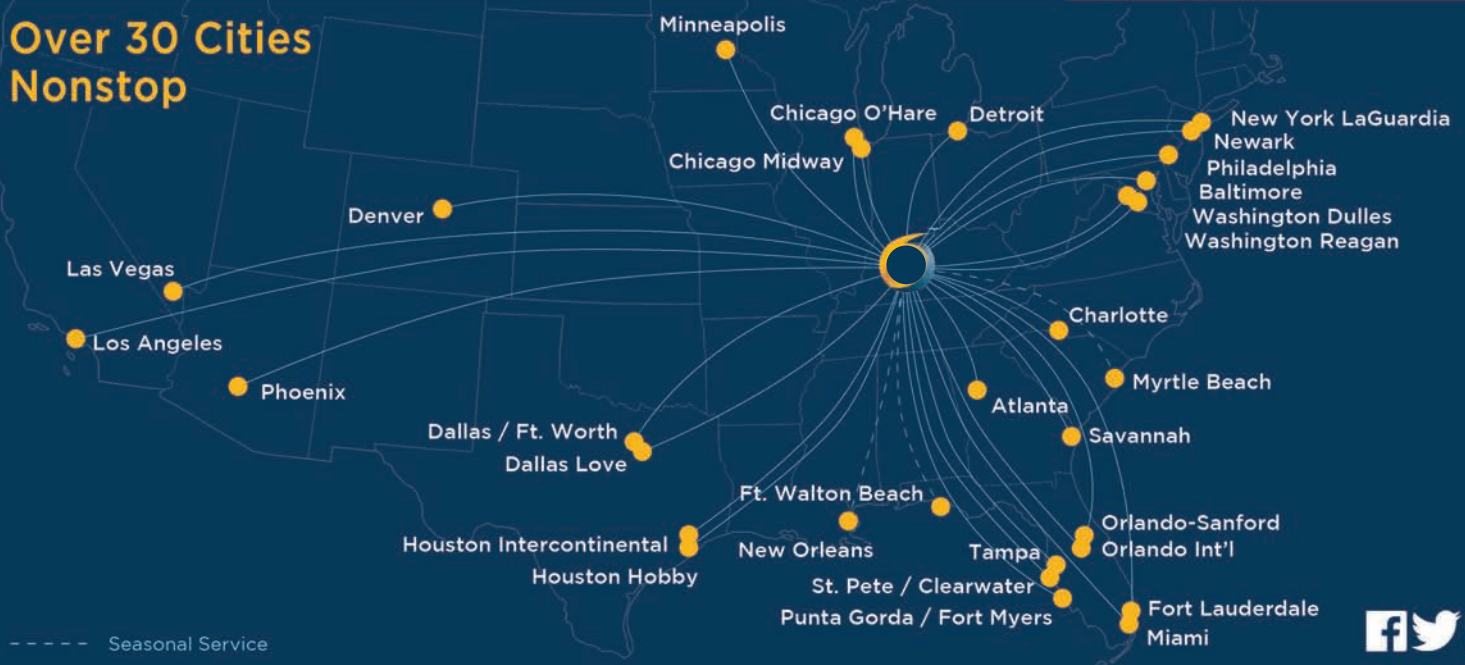 Over 30 Cities
Nonstop
Minneapolis
Chicago O'Hare
Detroit
New York LaGuardia
Newark
Chicago Midway
Philadelphia
Baltimore
Denver
Washington Dulles
Washington Reagan
Las Vegas
Charlotte
Los Angeles
Phoenix
Myrtle Beach
Atlanta
Dallas / Ft. Worth
Savannah
Dallas Love
Ft. Walton Beach
Orlando-Sanford
Houston Intercontinental
New Orleans
Tampa
Orlando Int'l
Houston Hobby
St. Pete / Clearwater
Fort Lauderdale
Punta Gorda / Fort Myers
Miami
Seasonal Service